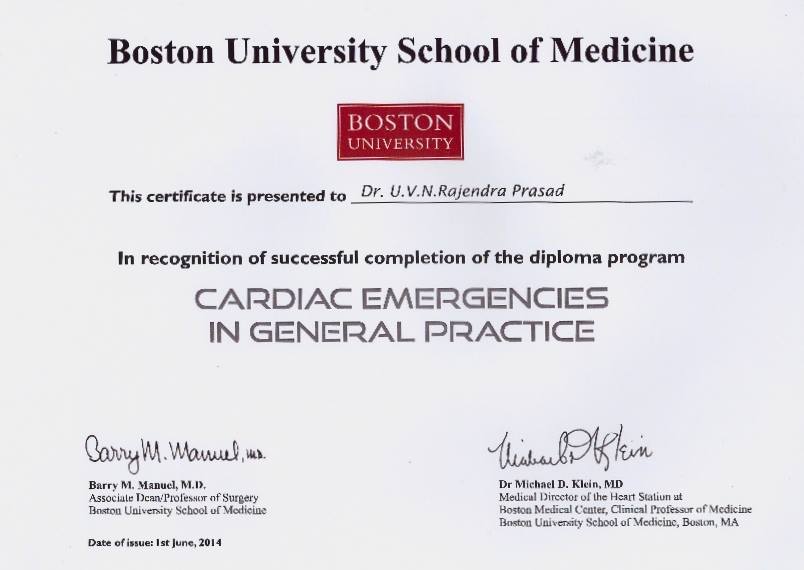 Boston University School of Medicine
BOSTON
UNIVERSITY
This certificate is presented to Dr. U.V.N.Rajendra Prasad
In recognition of successful completion of the diploma program
CARDIAC EMERGENCIES
IN GENERAL PRACTICE
Barry M. Manuel, M.D.
Michael D Klein
Barry M. Manuel, M.D.
Associate Dean/Professor of Surgery
Boston University School of Medicine
Dr Michael D. Klein, MD
Medical Director of the Heart Station at
Boston Medical Center, Clinical Professor of Medicine
Boston University School of Medicine, Boston, MA
Date of issue: 1st June, 2014